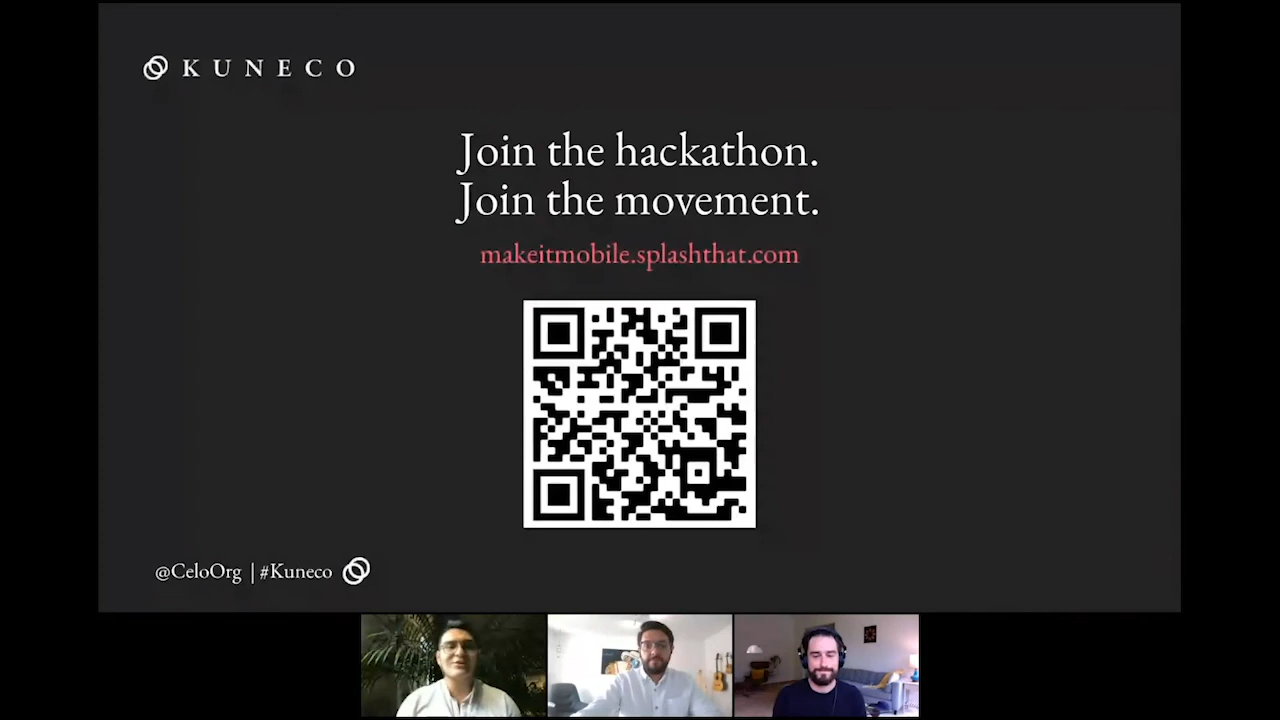 KUNECO
Join the hackathon.
Join the movement.
makeitmobile.splashthat.com
@CeloOrg | #Kuneco